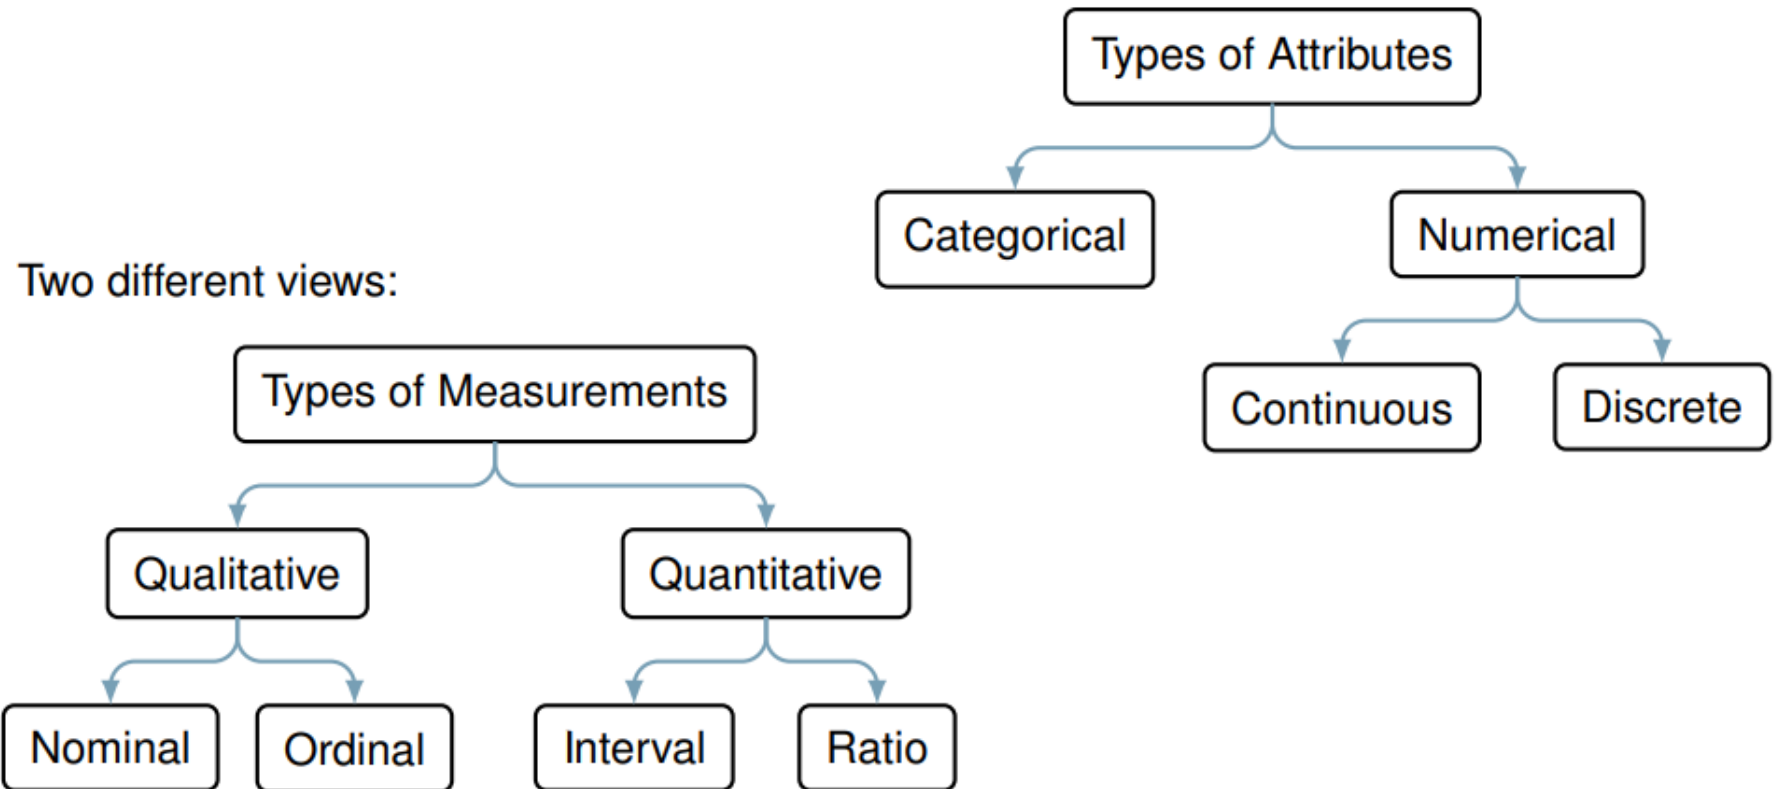 Types of Attributes
Categorical
Numerical
Two different views:
Continuous
Discrete
Types of Measurements
Qualitative
Quantitative
Nominal
Ordinal
Interval
Ratio